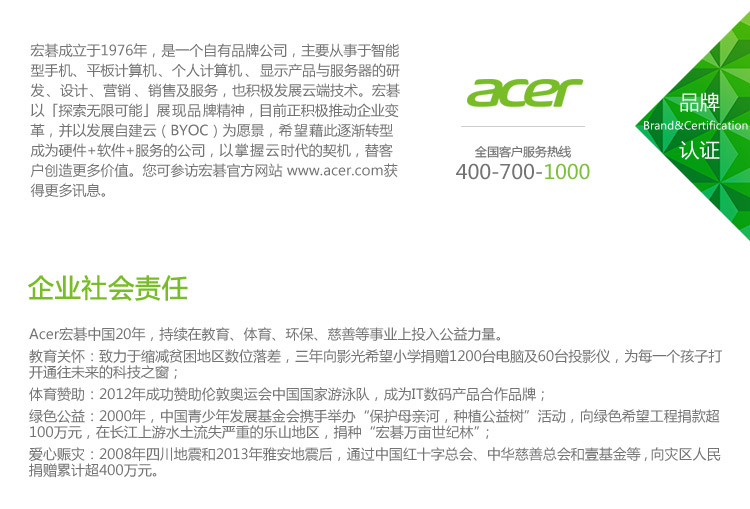 宏碁成立于1976年，是一个自有品牌公司，主要从事于智能
型手机、平板计算机、个人计算机、显示产品与服务器的研
发、设计、营销、销售及服务，也积极发展云端技术。宏碁
以「探索无限可能」展现品牌精神，目前正积极推动企业变
革，并以发展自建云（BYOC）为愿景，希望藉此逐渐转型
成为硬件+软件+服务的公司，以掌握云时代的契机，替客
户创造更多价值。您可参访宏碁官方网站 www.acer.com获
得更多讯息。
acer
全国客户服务热线
400-700-1000
品牌
Brand&Certification
认证
企业社会责任
Acer宏碁中国20年，持续在教育、体育、环保、慈善等事业上投入公益力量。
教育关怀：致力于缩减贫困地区数位落差，三年向影光希望小学捐赠1200台电脑及60台投影仪，为每一个孩子打
开通往未来的科技之窗；
体育赞助：2012年成功赞助伦敦奥运会中国国家游泳队，成为IT数码产品合作品牌；
绿色公益：2000年，中国青少年发展基金会携手举办“保护母亲河，种植公益树”活动，向绿色希望工程捐款超
100万元，在长江上游水土流失严重的乐山地区，捐种“宏碁万亩世纪林”；
爱心赈灾：2008年四川地震和2013年雅安地震后，通过中国红十字总会、中华慈善总会和壹基金等，向灾区人民
捐赠累计超400万元。